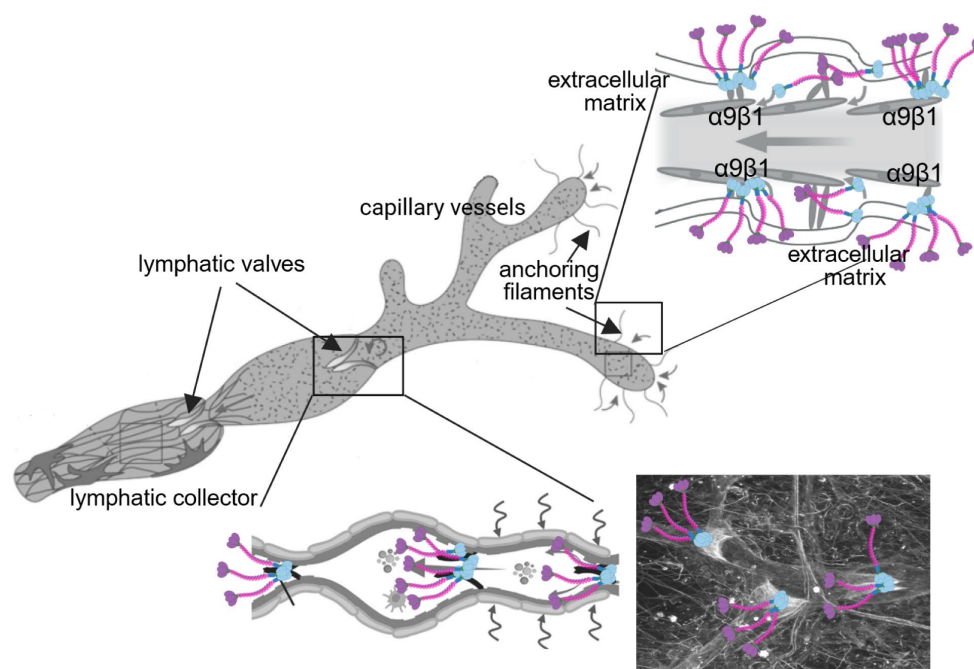 extracellular
matrix
α9β1
α9β1
α9β1
α9β1
capillary vessels
extracellular
matrix
lymphatic valves
anchoring
filaments
lymphatic collector